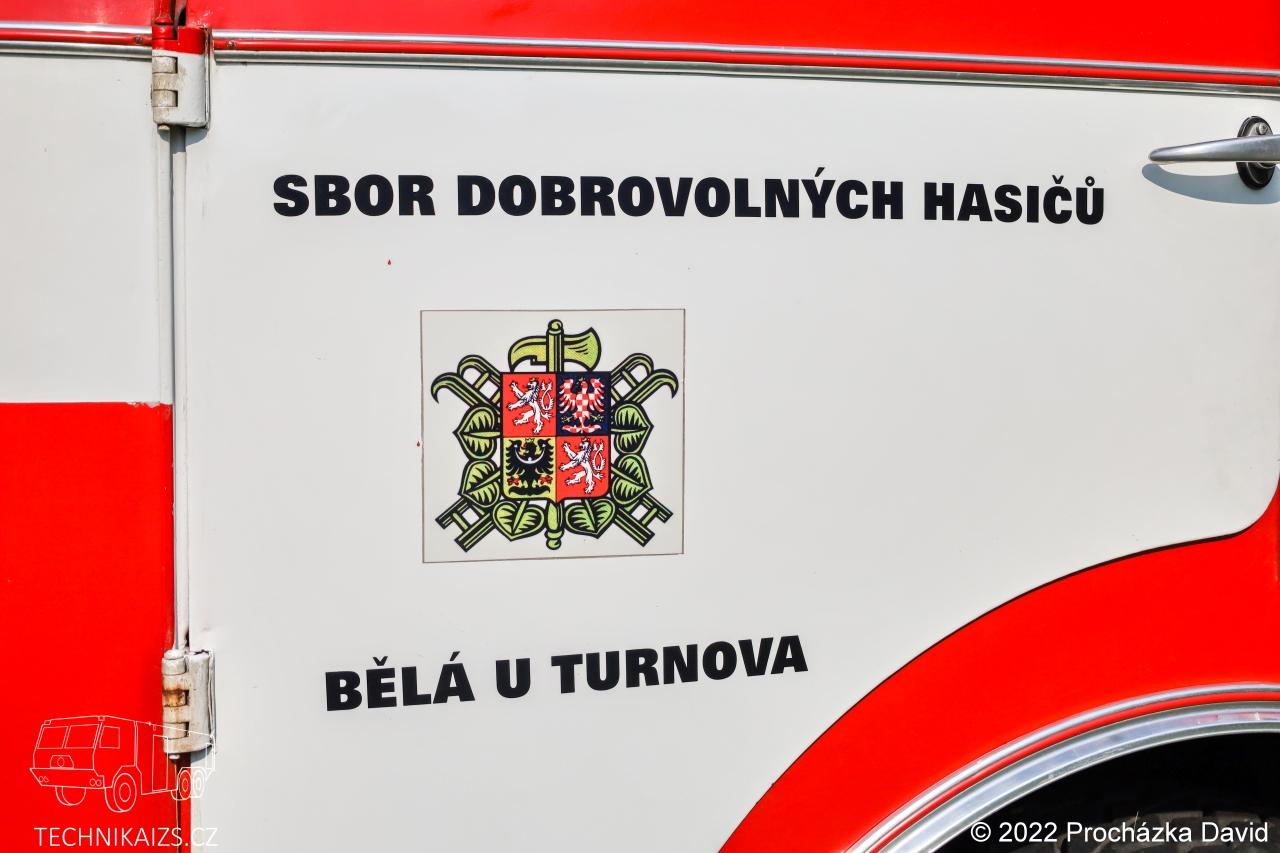 SBOR DOBROVOLNÝCH HASIČŮ
BĚLÁ U TURNOVA
TECHNIKAIZS.CZ
© 2022 Procházka David